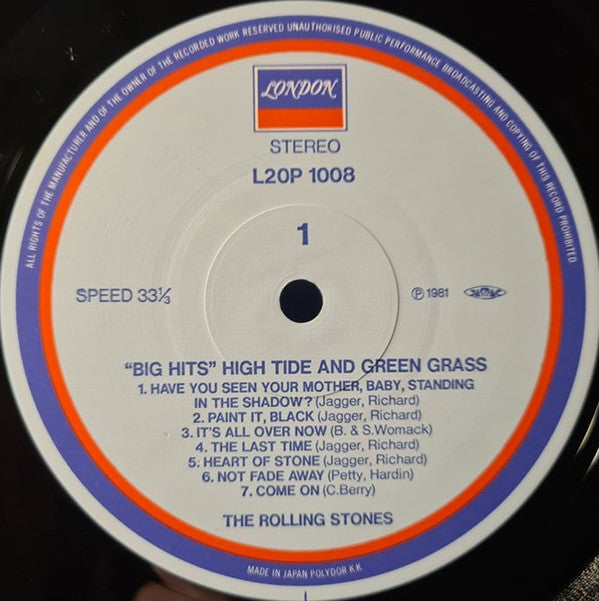 ALL RIGHTS OF THE MANUFACTURER AND OF THE OWNER OF THE RECORDED WORK RESERVED UNAUTHORISED PUBLIC PERFORMANCE BROADCASTING AND COPYING OF THIS RECORD PROHIBITED
LONDON
STEREO
L20P 1008
1
SPEED 33⅓
Ⓟ 1981
"BIG HITS" HIGH TIDE AND GREEN GRASS
1. HAVE YOU SEEN YOUR MOTHER, BABY, STANDING
IN THE SHADOW? (Jagger, Richard)
2. PAINT IT, BLACK (Jagger, Richard)
3. IT'S ALL OVER NOW (B. & S.Womack)
4. THE LAST TIME (Jagger, Richard)
5. HEART OF STONE (Jagger, Richard)
6. NOT FADE AWAY (Petty, Hardin)
7. COME ON (C.Berry)
THE ROLLING STONES
MADE IN JAPAN POLYDOR K.K.